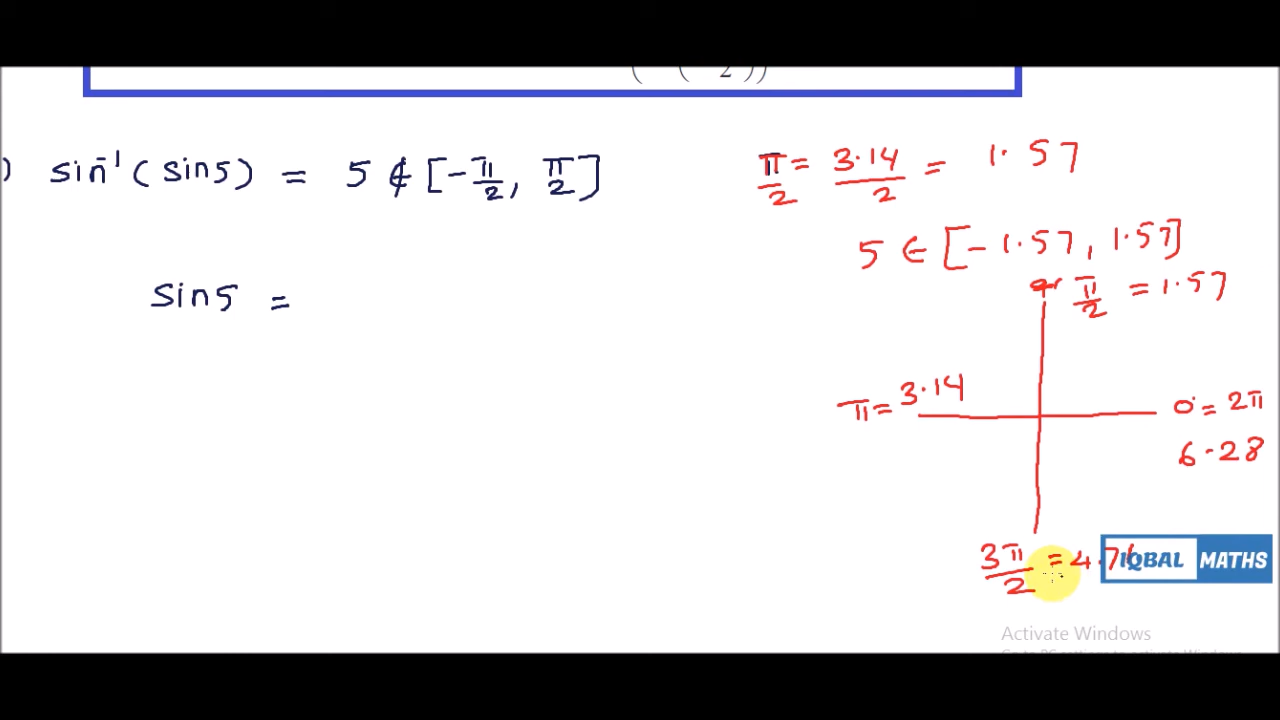 ) sin⁻¹(sin5) = 5 ∉ [-π/2, π/2]
π/2 = 3.14/2 = 1.57
5 ∈ [-1.57, 1.57]
π/2 = 1.57
sin5 =
π = 3.14
0 = 2π
6.28
3π/2 = 4.7
IQBAL MATHS
Activate Windows